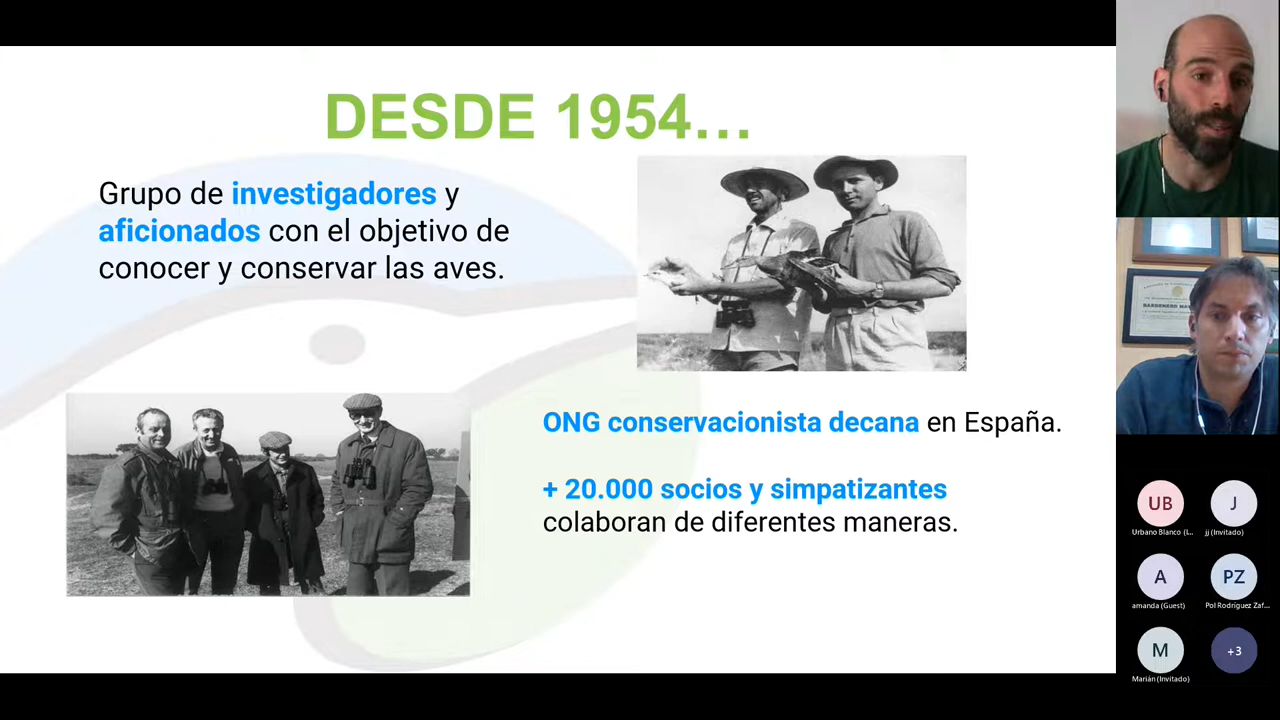 DESDE 1954...
Grupo de investigadores y
aficionados con el objetivo de
conocer y conservar las aves.
ONG conservacionista decana en España.
+ 20.000 socios y simpatizantes
colaboran de diferentes maneras.
UB
Urbano Blanco (I...
J
jj (Invitado)
A
amanda (Guest)
PZ
Pol Rodríguez Zaf...
M
Marián (Invitado)
+3